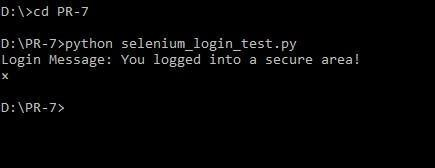 D:\>cd PR-7
D:\PR-7>python selenium_login_test.py
Login Message: You logged into a secure area!
×
D:\PR-7>